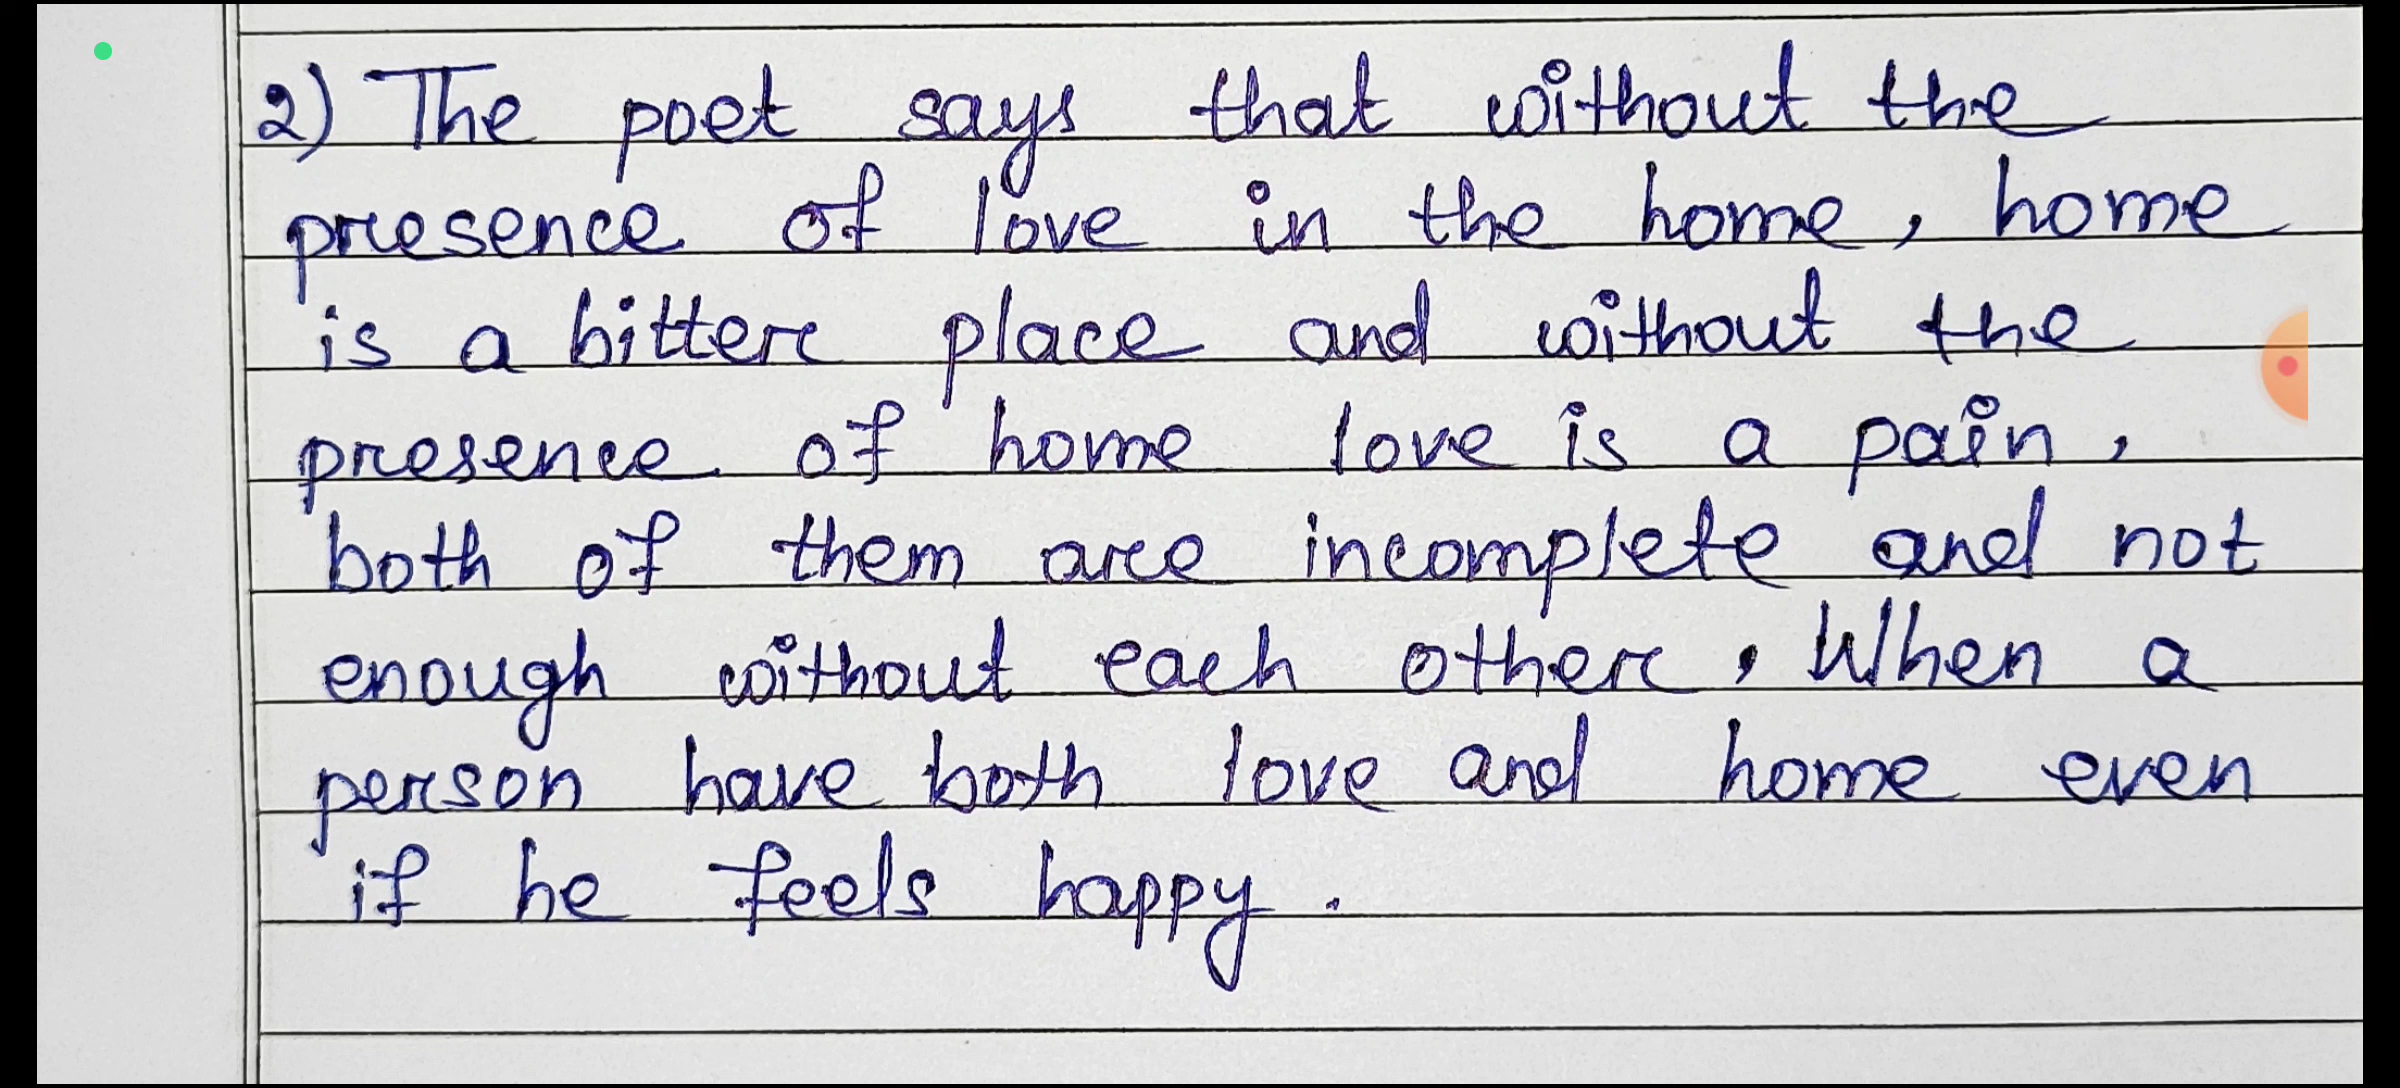 2) The poet says that without the
presence of love in the home, home
is a bitter place and without the
presence of home love is a pain,
both of them are incomplete and not
enough without each other. When a
person have both love and home even
if he feels happy.